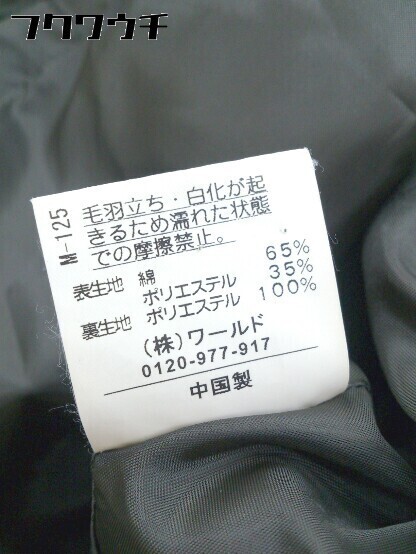 フクワウチ
M-125
毛羽立ち・白化が起
きるため濡れた状態
での摩擦禁止。
表生地 綿 65%
ポリエステル 35%
裏生地 ポリエステル 100%
(株)ワールド
0120-977-917
中国製